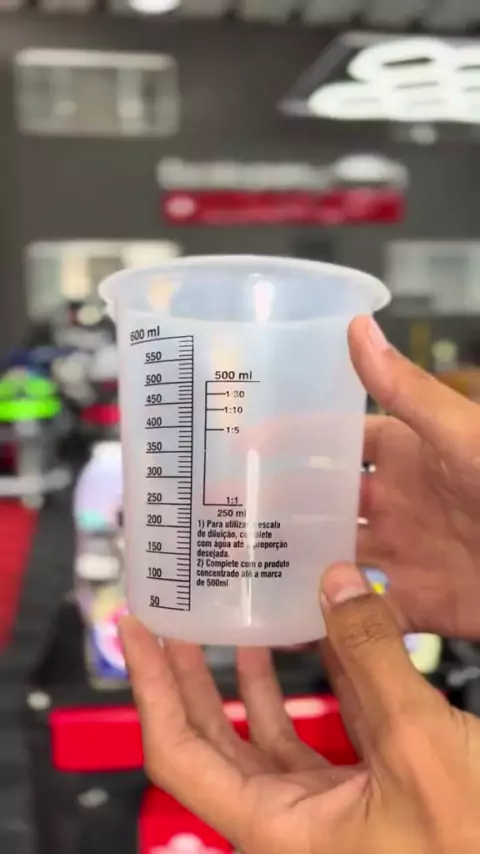 600 ml
550
500
450
400
350
300
250
200
150
100
50
500 ml
1:30
1:10
1:5
1:1
250 ml
1) Para utilizar a escala
de diluição, complete
com água até a proporção
desejada.
2) Complete com o produto
concentrado até a marca
de 500ml